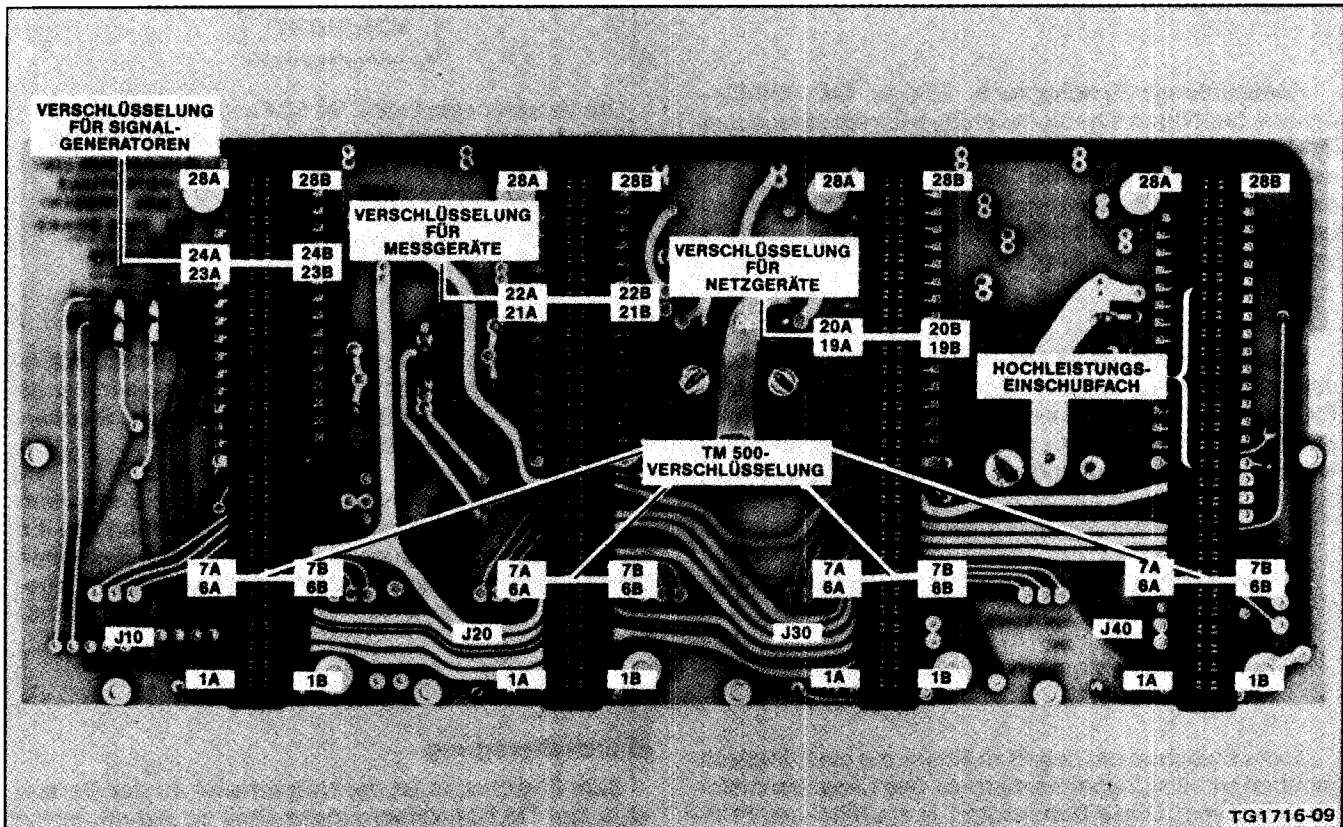 VERSCHLÜSSELUNG
FÜR SIGNAL-
GENERATOREN
28A
28B
28A
28B
28A
28B
28A
28B
VERSCHLÜSSELUNG
FÜR
MESSGERÄTE
24A
23A
24B
23B
VERSCHLÜSSELUNG
FÜR
NETZGERÄTE
22A
21A
22B
21B
20A
19A
20B
19B
HOCHLEISTUNGS-
EINSCHUBFACH
TM 500-
VERSCHLÜSSELUNG
7A
6A
7B
6B
7A
6A
7B
6B
7A
6A
7B
6B
7A
6A
7B
6B
J10
J20
J30
J40
1A
1B
1A
1B
1A
1B
1A
1B
TG1716-09